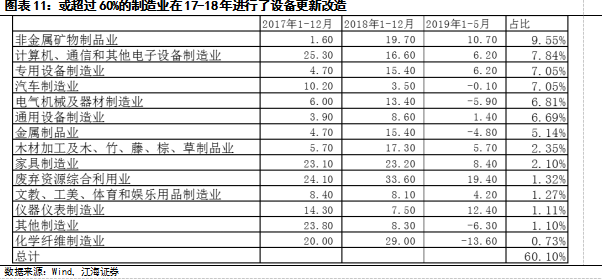 图表 11：或超过 60%的制造业在 17-18 年进行了设备更新改造
2017年1-12月 2018年1-12月 2019年1-5月 占比
非金属矿物制品业 1.60 19.70 10.70 9.55%
计算机、通信和其他电子设备制造业 25.30 16.60 6.20 7.84%
专用设备制造业 4.70 15.40 6.20 7.05%
汽车制造业 10.20 3.50 -0.10 7.05%
电气机械及器材制造业 6.00 13.40 -5.90 6.81%
通用设备制造业 3.90 8.60 1.40 6.69%
金属制品业 4.70 15.40 -4.80 5.14%
木材加工及木、竹、藤、棕、草制品业 5.70 17.30 5.70 2.35%
家具制造业 23.10 23.20 8.40 2.10%
废弃资源综合利用业 24.10 33.60 19.40 1.32%
文教、工美、体育和娱乐用品制造业 8.40 8.10 4.20 1.27%
仪器仪表制造业 14.30 7.50 12.40 1.11%
其他制造业 23.80 8.30 -6.30 1.10%
化学纤维制造业 20.00 29.00 -13.60 0.73%
总计 60.10%
数据来源：Wind，江海证券